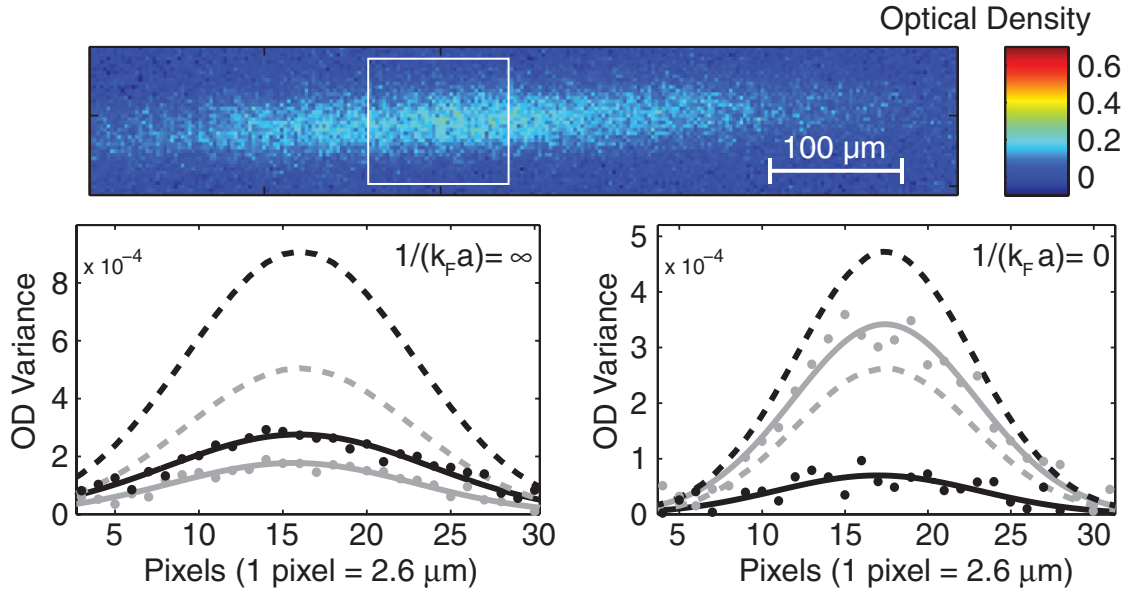 Optical Density
0.6
0.4
0.2
0
100 µm
x 10⁻⁴
1/(k_F a)= ∞
8
6
4
2
0
OD Variance
5 10 15 20 25 30
Pixels (1 pixel = 2.6 µm)
x 10⁻⁴
1/(k_F a)= 0
5
4
3
2
1
0
OD Variance
5 10 15 20 25 30
Pixels (1 pixel = 2.6 µm)